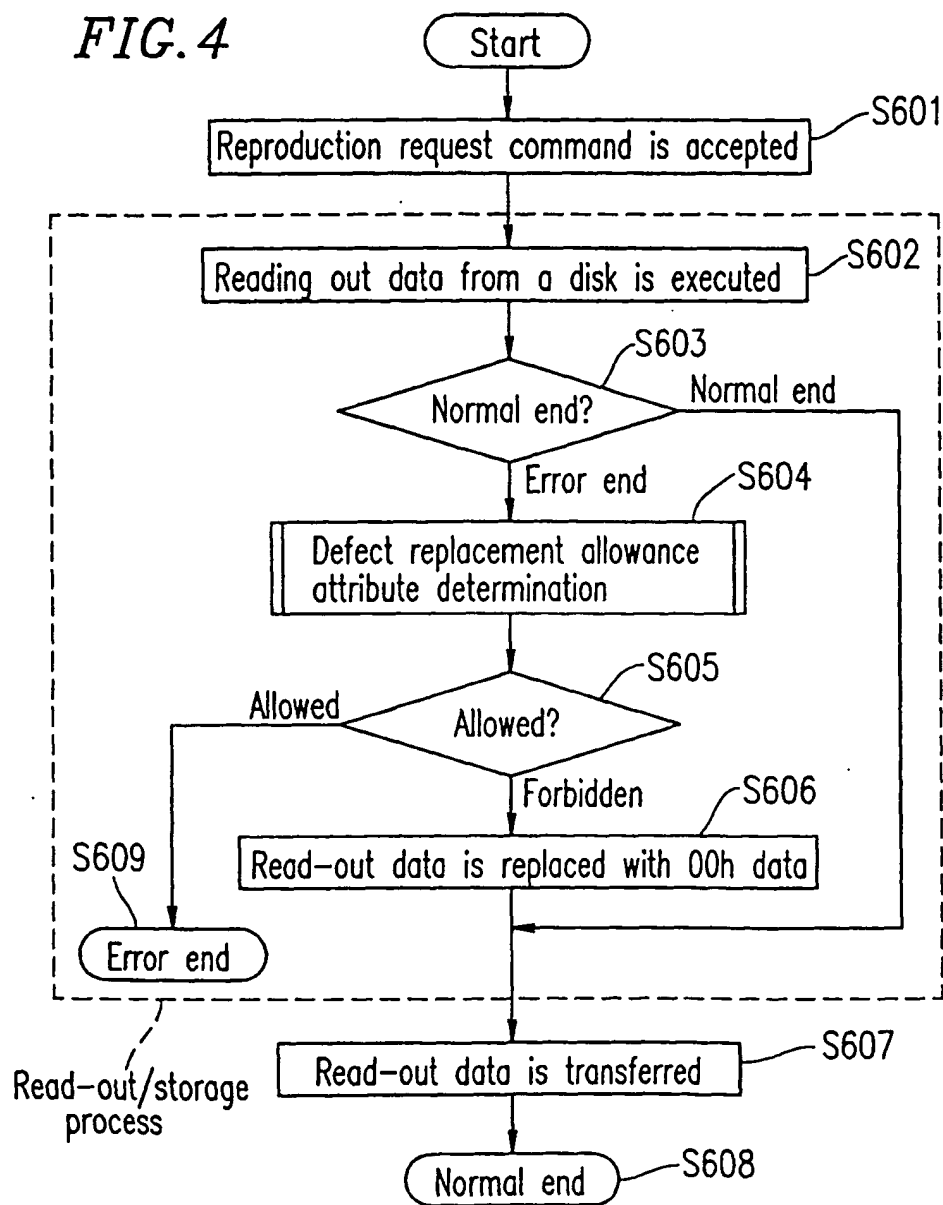 FIG. 4
Start
S601
Reproduction request command is accepted
S602
Reading out data from a disk is executed
S603
Normal end?
Normal end
Error end
S604
Defect replacement allowance
attribute determination
S605
Allowed
Allowed?
Forbidden
S606
Read-out data is replaced with 00h data
S609
Error end
S607
Read-out data is transferred
Read-out/storage
process
S608
Normal end